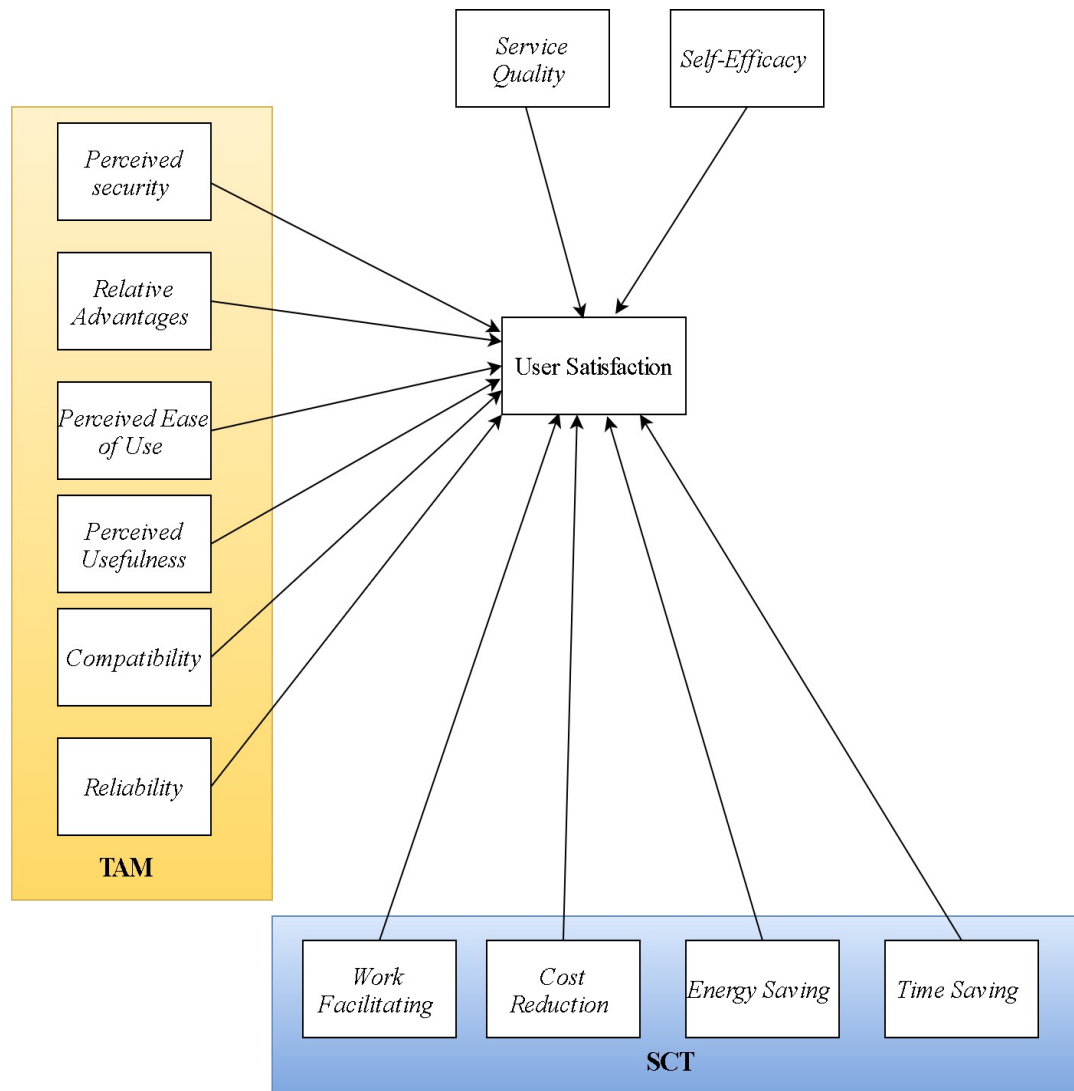 Service
Quality
Self-Efficacy
Perceived
security
Relative
Advantages
User Satisfaction
Perceived Ease
of Use
Perceived
Usefulness
Compatibility
Reliability
TAM
Work
Facilitating
Cost
Reduction
Energy Saving
Time Saving
SCT